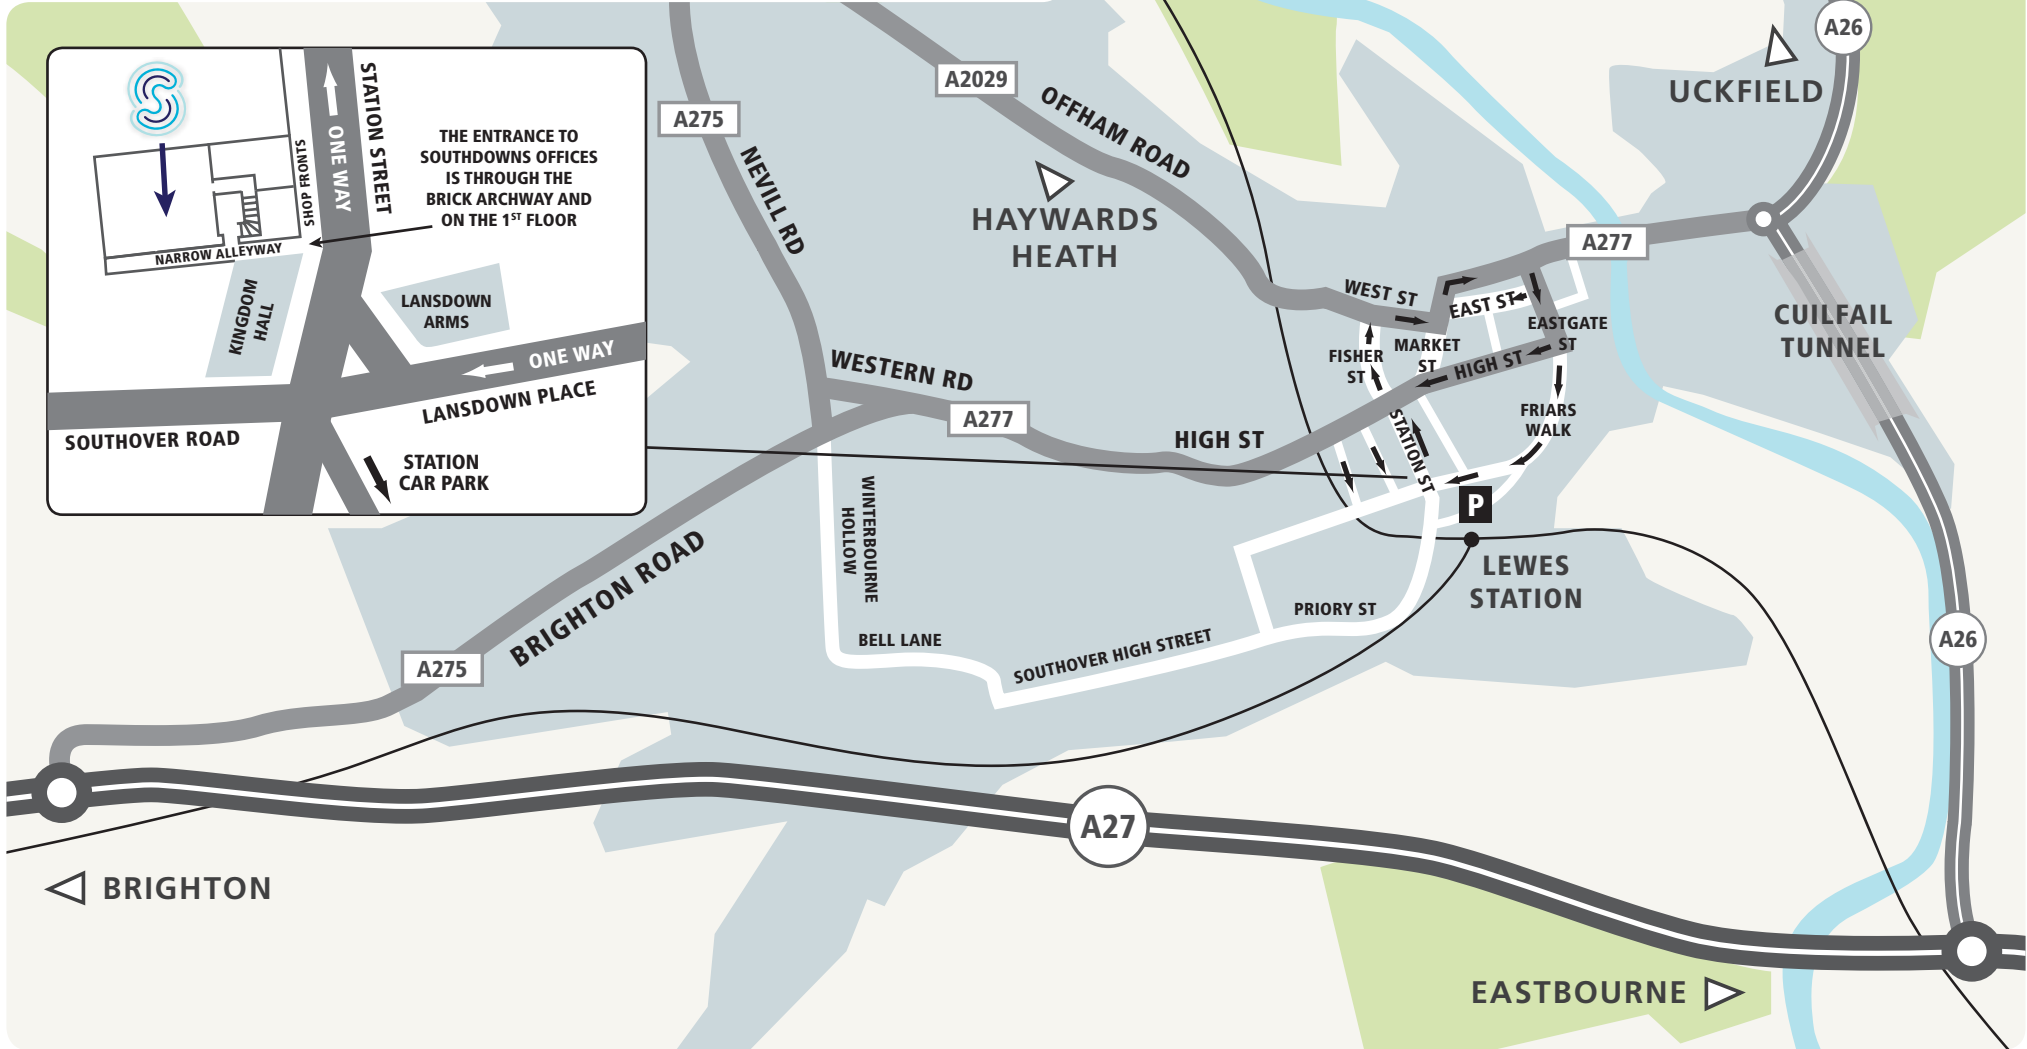 STATION STREET
ONE WAY
SHOP FRONTS
THE ENTRANCE TO
SOUTHDOWNS OFFICES
IS THROUGH THE
BRICK ARCHWAY AND
ON THE 1ST FLOOR
NARROW ALLEYWAY
KINGDOM
HALL
LANSDOWN
ARMS
ONE WAY
LANSDOWN PLACE
SOUTHOVER ROAD
STATION
CAR PARK
A275
NEVILL RD
A2029
OFFHAM ROAD
HAYWARDS
HEATH
UCKFIELD
A26
A277
WEST ST
EAST ST
EASTGATE
ST
FISHER
ST
MARKET
ST
HIGH ST
CUILFAIL
TUNNEL
WESTERN RD
A277
HIGH ST
STATION ST
FRIARS
WALK
P
LEWES
STATION
WINTERBOURNE
HOLLOW
BRIGHTON ROAD
A275
BELL LANE
SOUTHOVER HIGH STREET
PRIORY ST
A26
A27
BRIGHTON
EASTBOURNE